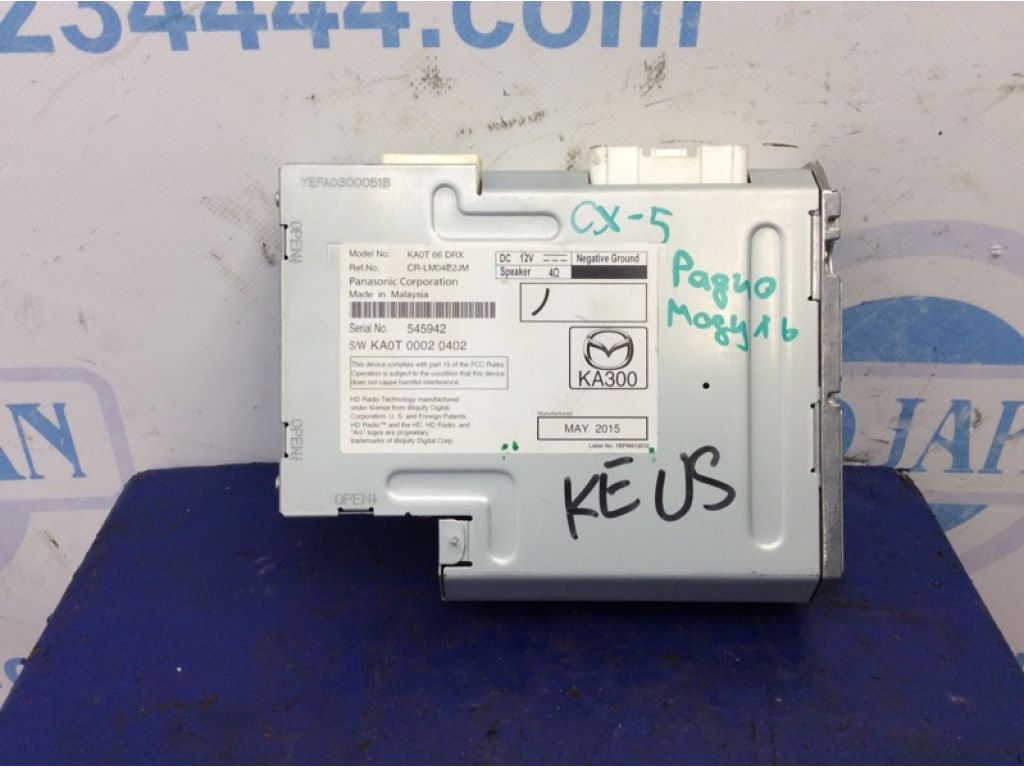 234444.com
YEFA0300051B
OPEN
CX-5
Model No. KA0T 66 DRX
Ref.No. CR-LM04E2JM
Panasonic Corporation
Made in Malaysia
DC 12V Negative Ground
Speaker 4Ω
Радио
Модуль
Serial No. 545942
S/W KA0T 0002 0402
This device complies with part 15 of the FCC Rules.
Operation is subject to the condition that this device
does not cause harmful interference.
KA300
HD Radio Technology manufactured
under license from iBiquity Digital
Corporation. U. S. and Foreign Patents.
HD Radio™ and the HD, HD Radio, and
"Arc" logos are proprietary
trademarks of iBiquity Digital Corp.
Manufactured
MAY 2015
OPEN
OPEN
KE US
AN
JAPAN